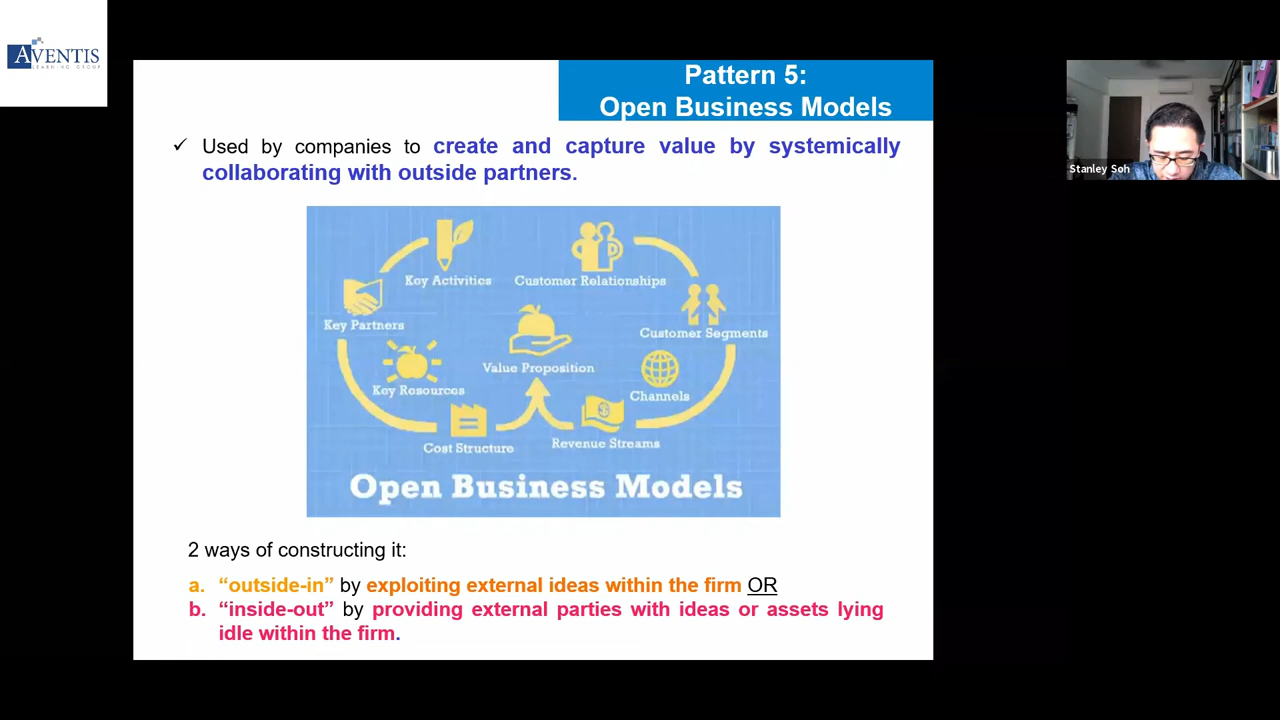 AVENTIS
LEARNING GROUP
Pattern 5:
Open Business Models
✓ Used by companies to create and capture value by systemically
collaborating with outside partners.
Key Activities
Customer Relationships
Key Partners
Customer Segments
Value Proposition
Key Resources
Channels
Cost Structure
Revenue Streams
Open Business Models
2 ways of constructing it:
a. “outside-in” by exploiting external ideas within the firm OR
b. “inside-out” by providing external parties with ideas or assets lying
idle within the firm.
Stanley Soh